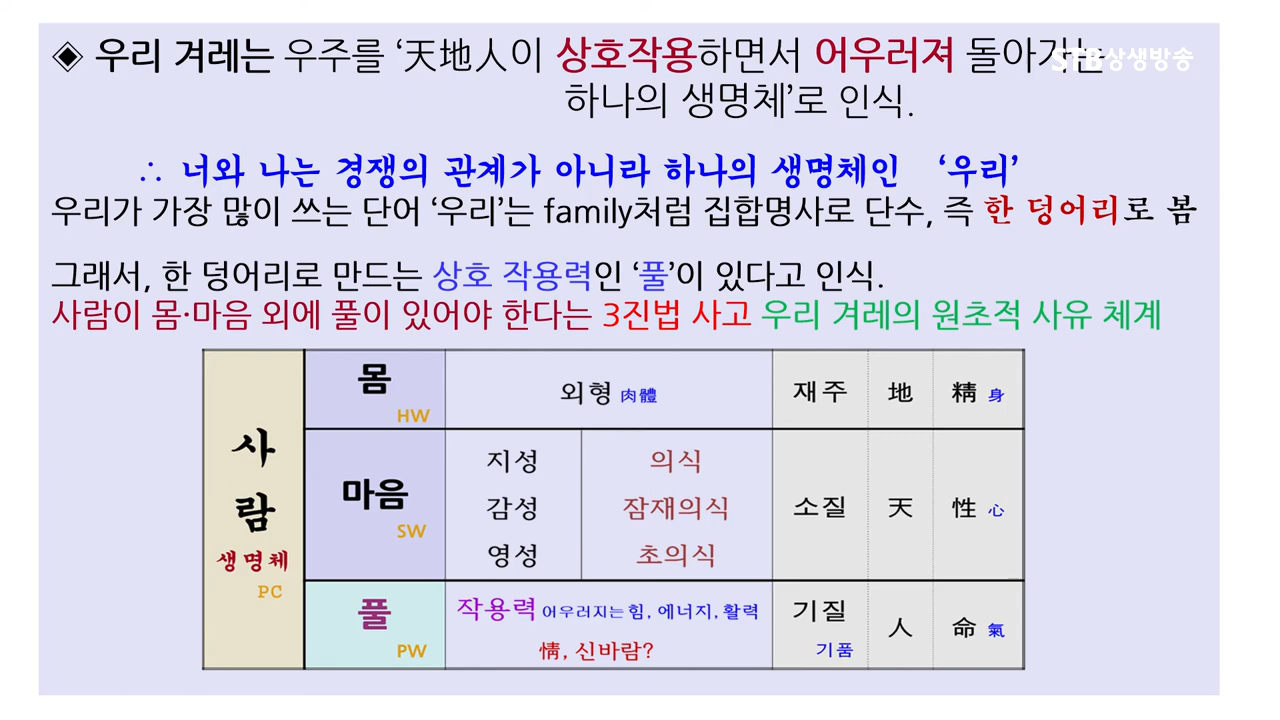 ◈ 우리 겨레는 우주를 ‘天地人이 상호작용하면서 어우러져 돌아가는
STB상생방송
하나의 생명체’로 인식.
∴ 너와 나는 경쟁의 관계가 아니라 하나의 생명체인 ‘우리’
우리가 가장 많이 쓰는 단어 ‘우리’는 family처럼 집합명사로 단수, 즉 한 덩어리로 봄
그래서, 한 덩어리로 만드는 상호 작용력인 ‘풀’이 있다고 인식.
사람이 몸·마음 외에 풀이 있어야 한다는 3진법 사고 우리 겨레의 원초적 사유 체계
사람
생명체
PC
몸
HW
외형 肉體
재주 地 精 身
마음
SW
지성 의식
감성 잠재의식
영성 초의식
소질 天 性 心
풀
PW
작용력 어우러지는 힘, 에너지, 활력
情, 신바람?
기질
기품
人 命 氣